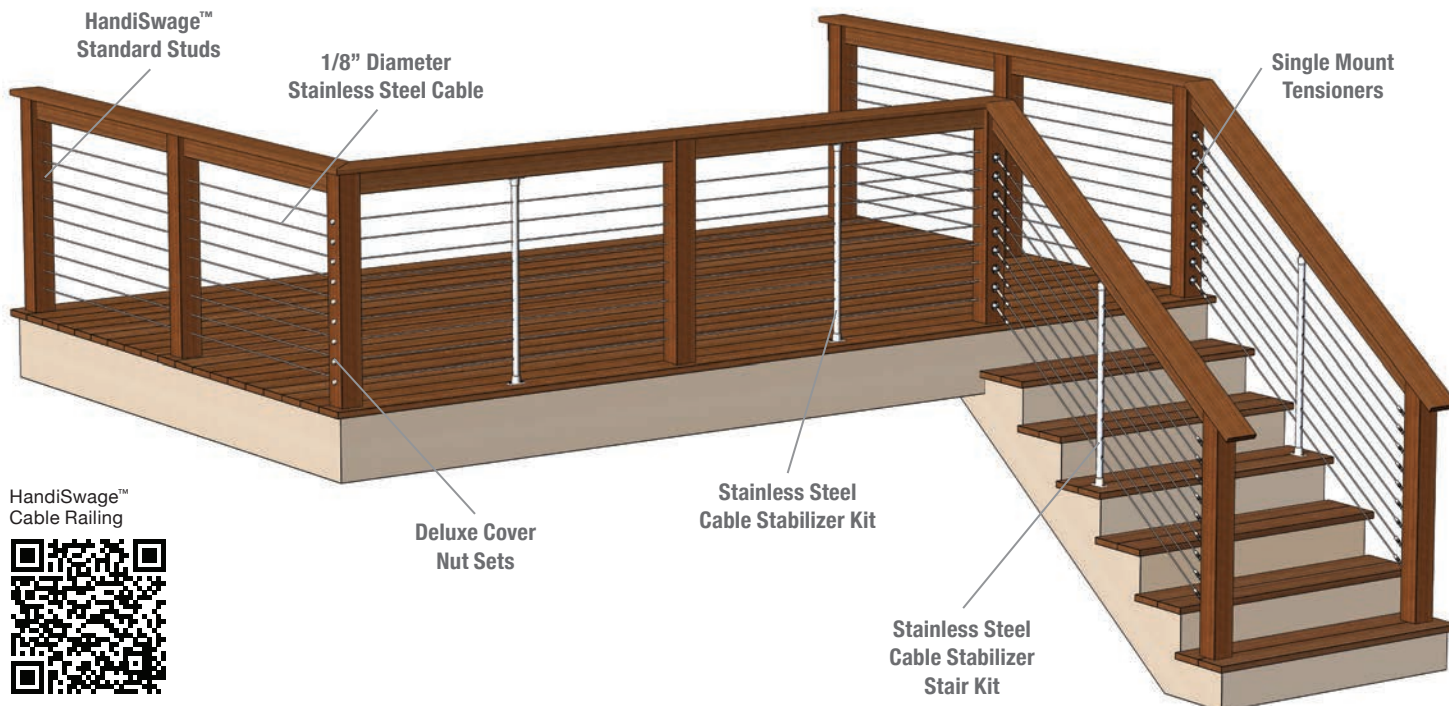 HandiSwage™
Standard Studs
1/8” Diameter
Stainless Steel Cable
Single Mount
Tensioners
HandiSwage™
Cable Railing
Deluxe Cover
Nut Sets
Stainless Steel
Cable Stabilizer Kit
Stainless Steel
Cable Stabilizer
Stair Kit